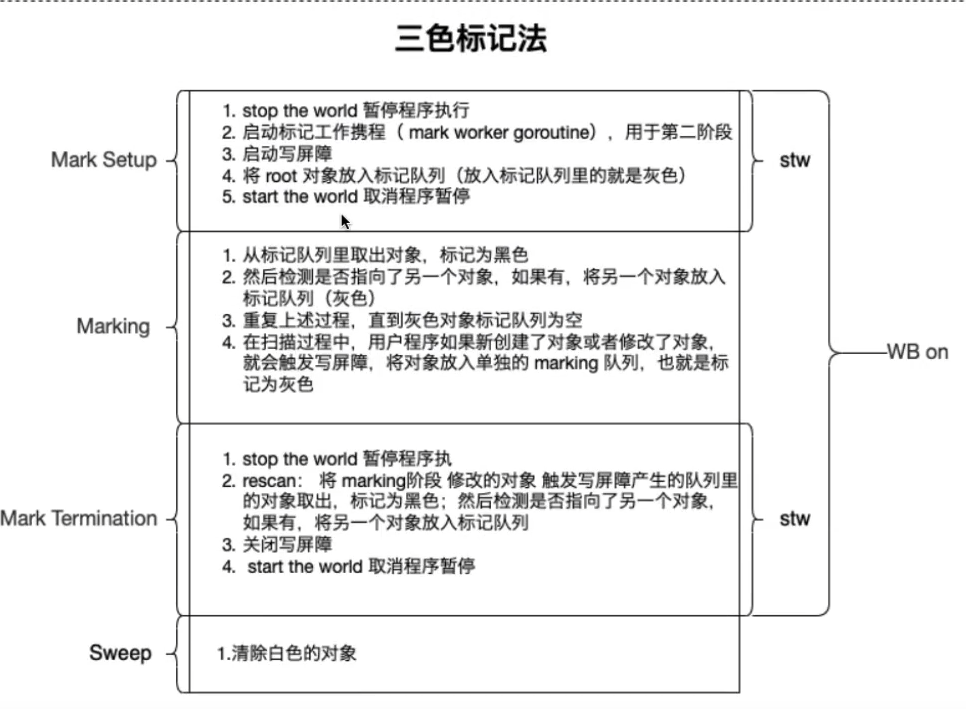 三色标记法
Mark Setup
1. stop the world 暂停程序执行
2. 启动标记工作携程（ mark worker goroutine），用于第二阶段
3. 启动写屏障
4. 将 root 对象放入标记队列（放入标记队列里的就是灰色）
5. start the world 取消程序暂停
stw
Marking
1. 从标记队列里取出对象，标记为黑色
2. 然后检测是否指向了另一个对象，如果有，将另一个对象放入
标记队列（灰色）
3. 重复上述过程，直到灰色对象标记队列为空
4. 在扫描过程中，用户程序如果新创建了对象或者修改了对象，
就会触发写屏障，将对象放入单独的 marking 队列，也就是标
记为灰色
WB on
Mark Termination
1. stop the world 暂停程序执
2. rescan： 将 marking阶段 修改的对象 触发写屏障产生的队列里
的对象取出，标记为黑色；然后检测是否指向了另一个对象，
如果有，将另一个对象放入标记队列
3. 关闭写屏障
4. start the world 取消程序暂停
stw
Sweep
1.清除白色的对象